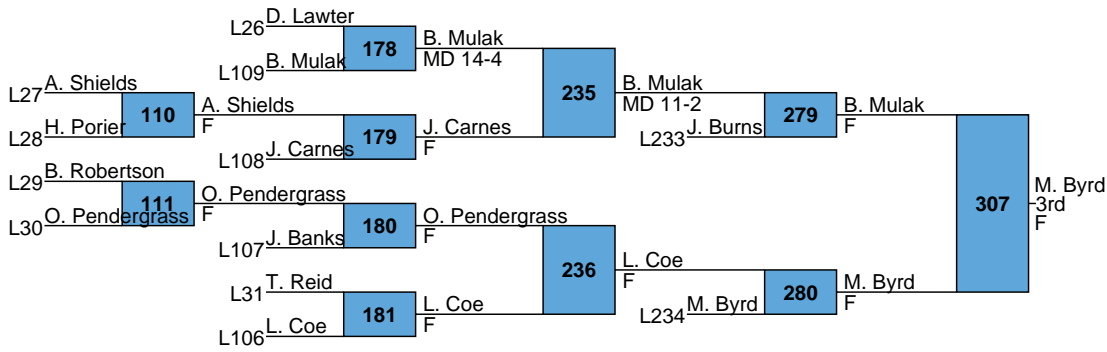 D. Lawter
L26
178
B. Mulak
MD 14-4
B. Mulak
L109
235
B. Mulak
MD 11-2
A. Shields
L27
110
A. Shields
F
H. Porier
L28
179
J. Carnes
F
J. Carnes
L108
279
B. Mulak
F
J. Burns
L233
B. Robertson
L29
111
O. Pendergrass
F
O. Pendergrass
L30
180
O. Pendergrass
F
J. Banks
L107
236
L. Coe
F
T. Reid
L31
181
L. Coe
F
L. Coe
L106
280
M. Byrd
F
M. Byrd
L234
307
M. Byrd
3rd
F